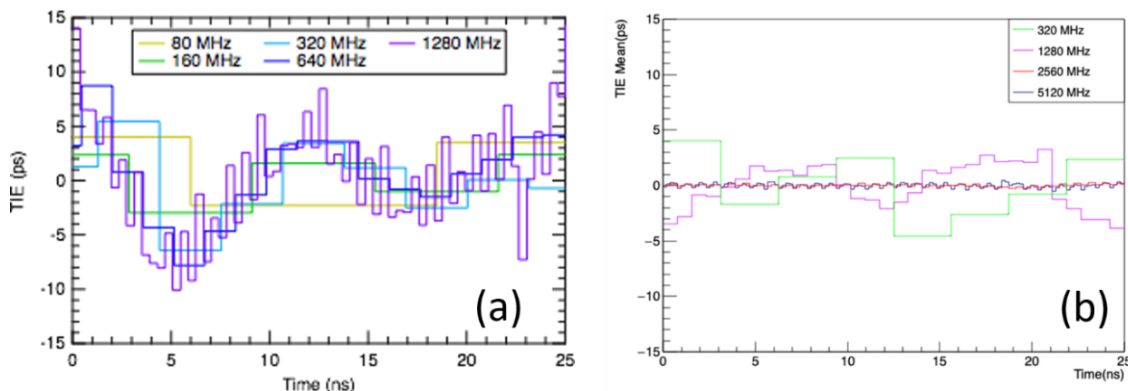 15
10
5
0
-5
-10
-15
TIE (ps)
80 MHz 320 MHz 1280 MHz
160 MHz 640 MHz
(a)
0 5 10 15 20 25
Time (ns)
TIE Mean(ps)
15
10
5
0
−5
−10
−15
320 MHz
1280 MHz
2560 MHz
5120 MHz
(b)
5 10 15 20 25
Time(ns)